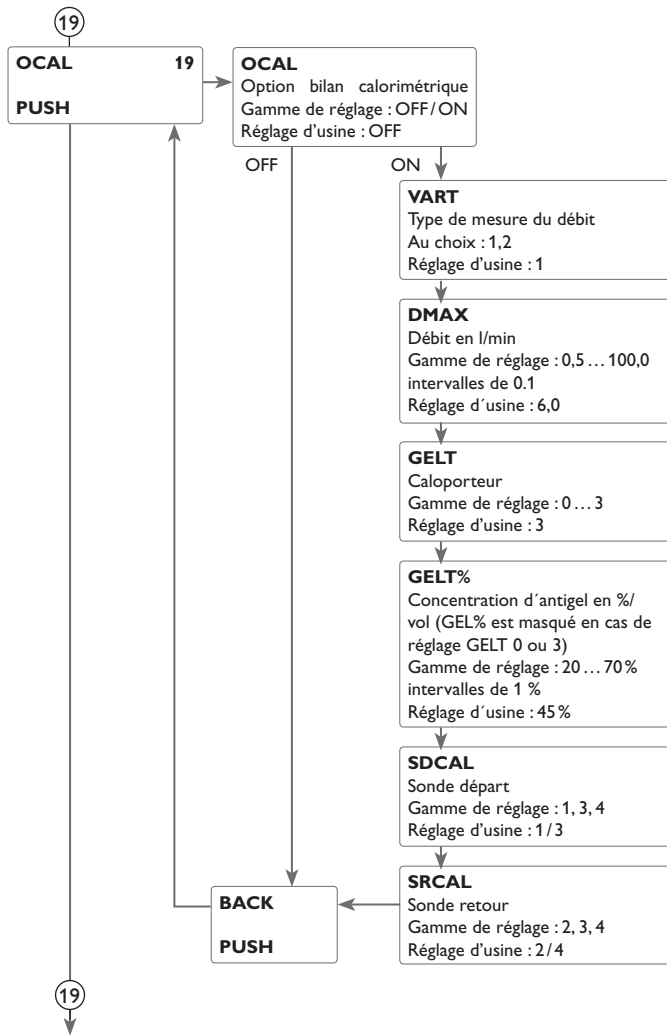 19
OCAL 19
PUSH
OCAL
Option bilan calorimétrique
Gamme de réglage : OFF/ON
Réglage d'usine : OFF
OFF
ON
VART
Type de mesure du débit
Au choix : 1,2
Réglage d'usine : 1
DMAX
Débit en l/min
Gamme de réglage : 0,5 … 100,0
intervalles de 0.1
Réglage d´usine : 6,0
GELT
Caloporteur
Gamme de réglage : 0 … 3
Réglage d'usine : 3
GELT%
Concentration d´antigel en %/
vol (GEL% est masqué en cas de
réglage GELT 0 ou 3)
Gamme de réglage : 20 … 70%
intervalles de 1 %
Réglage d´usine : 45%
SDCAL
Sonde départ
Gamme de réglage : 1, 3, 4
Réglage d'usine : 1/3
SRCAL
Sonde retour
Gamme de réglage : 2, 3, 4
Réglage d'usine : 2/4
BACK
PUSH
19